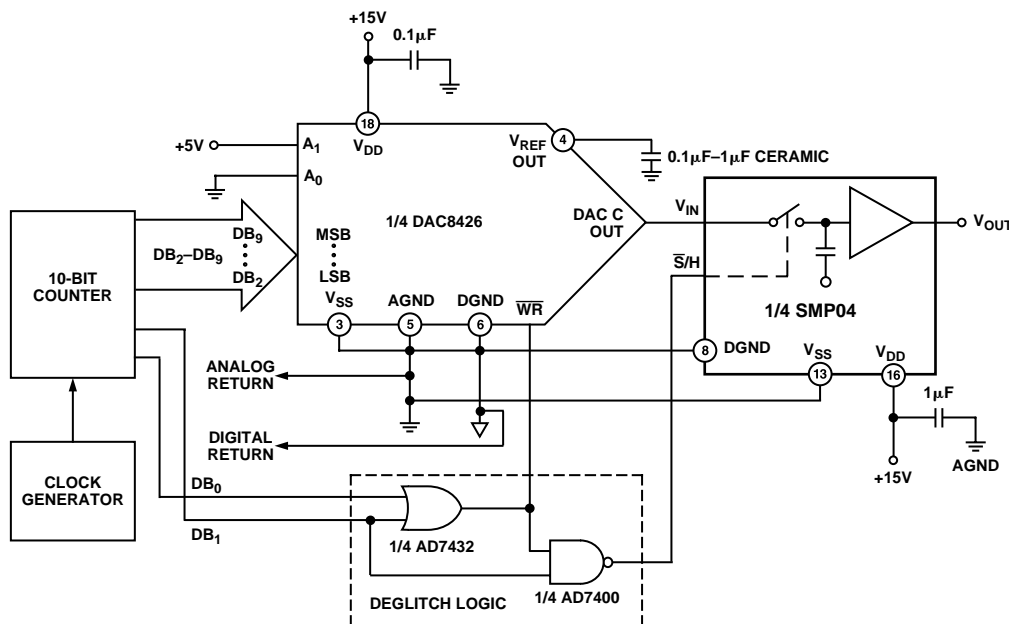 +15V
0.1μF
18
VDD
+5V
A1
A0
VREF
OUT
4
0.1μF–1μF CERAMIC
1/4 DAC8426
DAC C
OUT
VIN
VOUT
S/H
1/4 SMP04
10-BIT
COUNTER
DB2–DB9
DB9
DB2
MSB
LSB
VSS
AGND
DGND
WR
3
5
6
8
DGND
VSS
VDD
13
16
1μF
AGND
+15V
ANALOG
RETURN
DIGITAL
RETURN
CLOCK
GENERATOR
DB0
DB1
1/4 AD7432
1/4 AD7400
DEGLITCH LOGIC